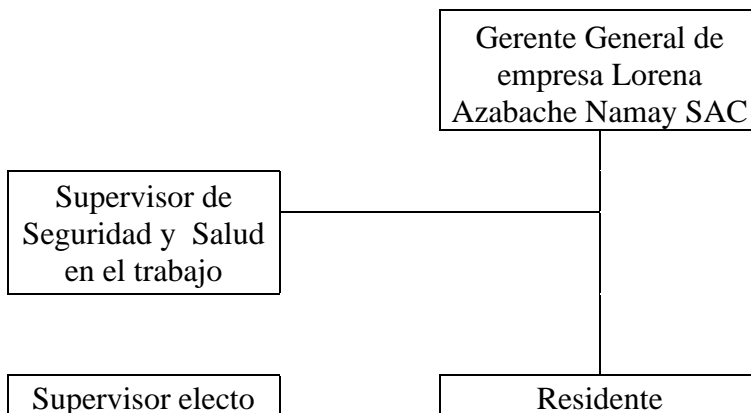 Gerente General de
empresa Lorena
Azabache Namay SAC
Supervisor de
Seguridad y Salud
en el trabajo
Supervisor electo
Residente